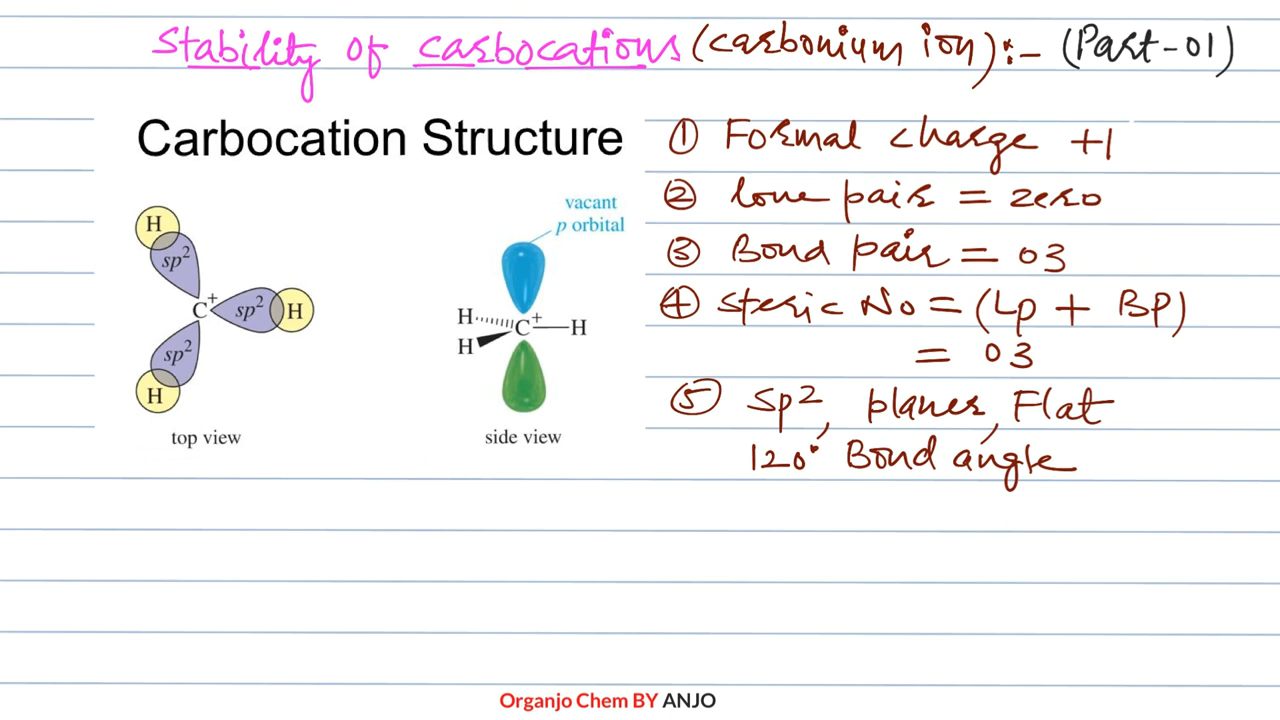 Stability of carbocations (carbonium ion):- (Part-01)
Carbocation Structure
① Formal charge +1
② lone pair = zero
③ Bond pair = 03
④ Steric No = (Lp + BP)
= 03
⑤ Sp², planer, Flat
120° Bond angle
vacant
p orbital
H
sp²
C⁺
sp²
H
sp²
H
H
C⁺
H
H
top view
side view
Organjo Chem BY ANJO